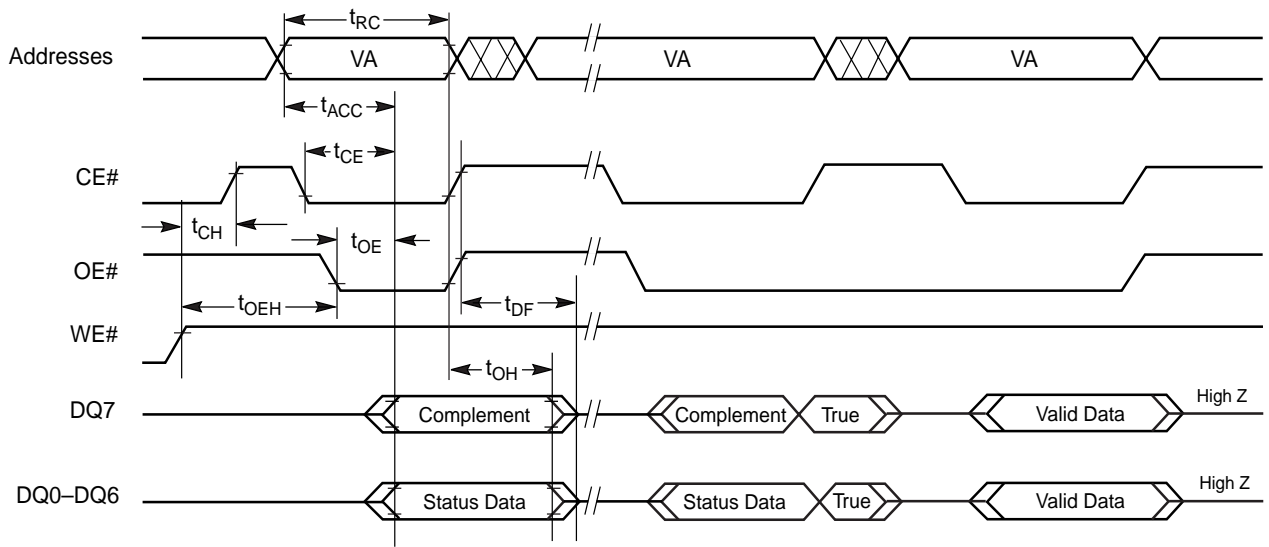 tRC
Addresses VA VA VA
tACC
tCE
CE#
tCH tOE
OE#
tOEH tDF
WE#
tOH
DQ7 Complement Complement True Valid Data High Z
DQ0–DQ6 Status Data Status Data True Valid Data High Z